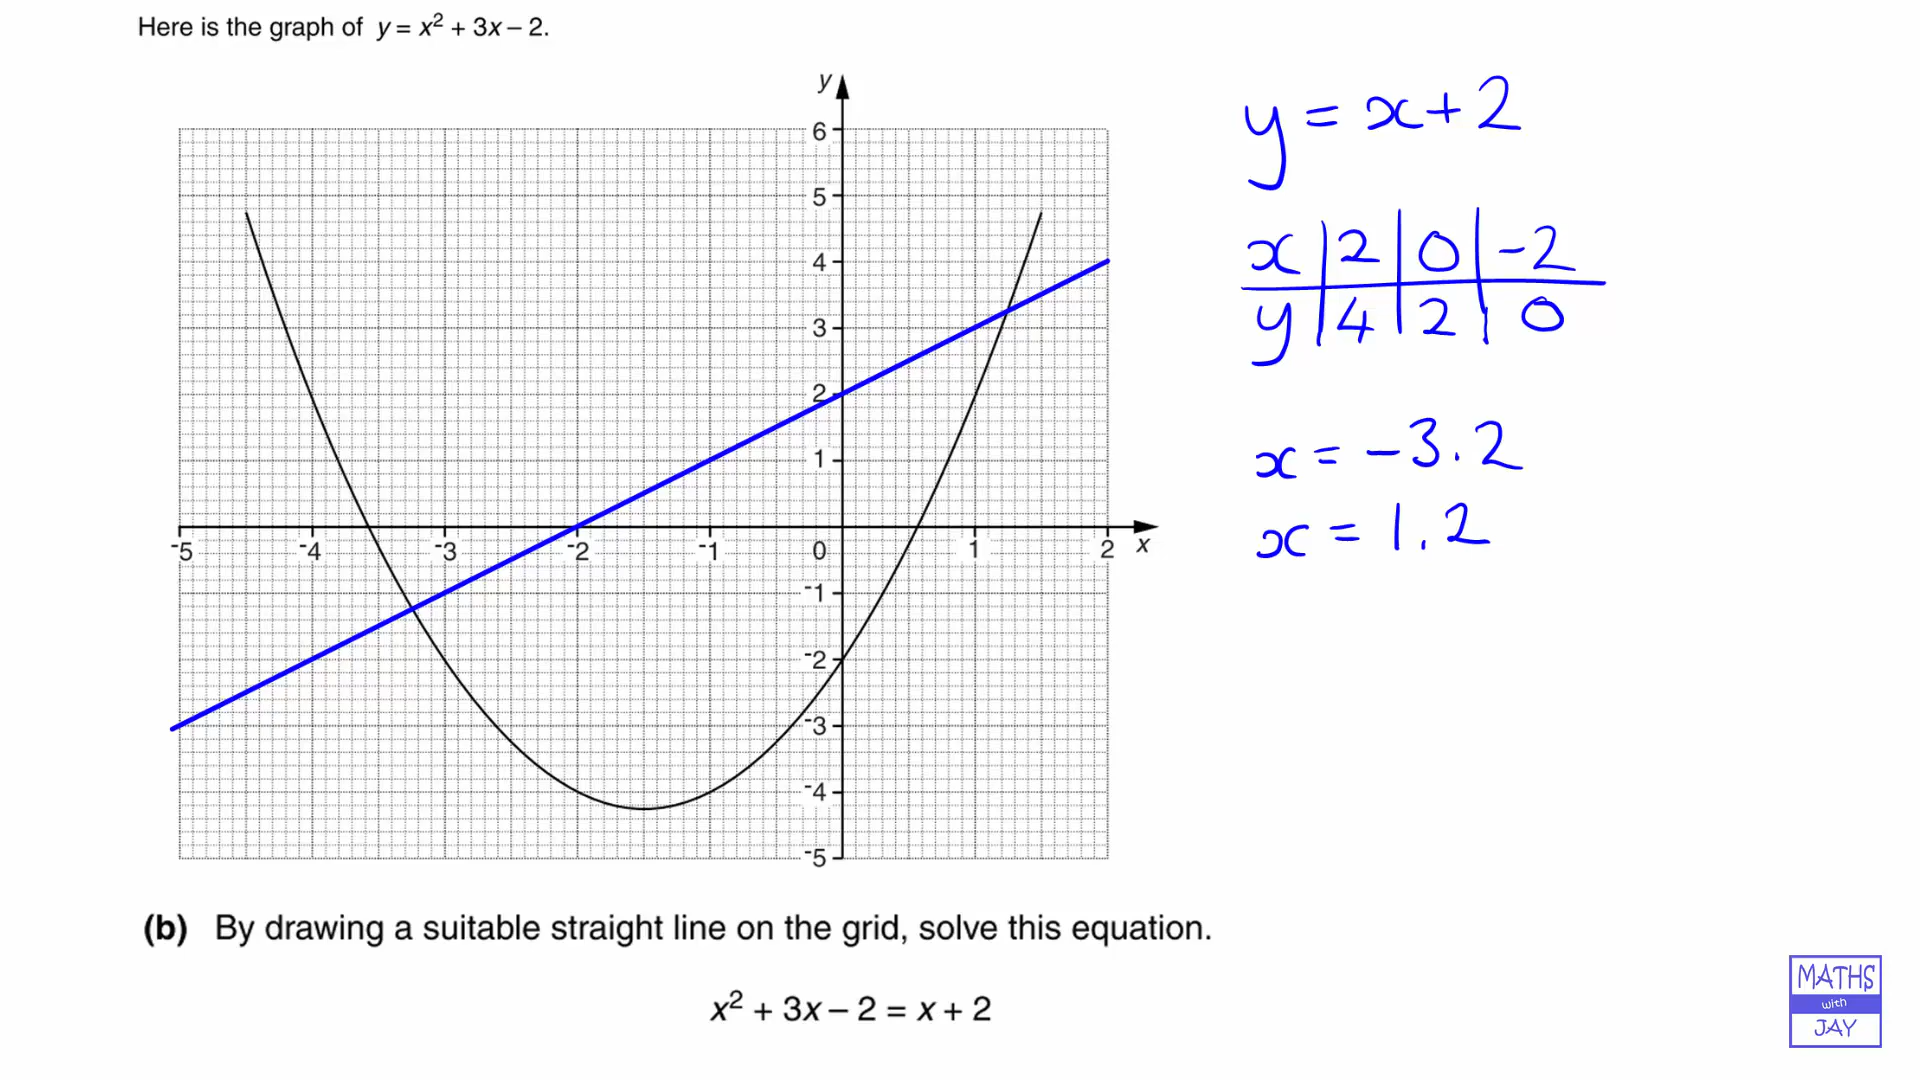 Here is the graph of y = x² + 3x – 2.
y
6
5
4
3
2
1
-5 -4 -3 -2 -1 0 1 2 x
-1
-2
-3
-4
-5
y = x+2
x | 2 | 0 | -2
y | 4 | 2 | 0
x = -3.2
x = 1.2
(b) By drawing a suitable straight line on the grid, solve this equation.
x² + 3x – 2 = x + 2
MATHS
with
JAY